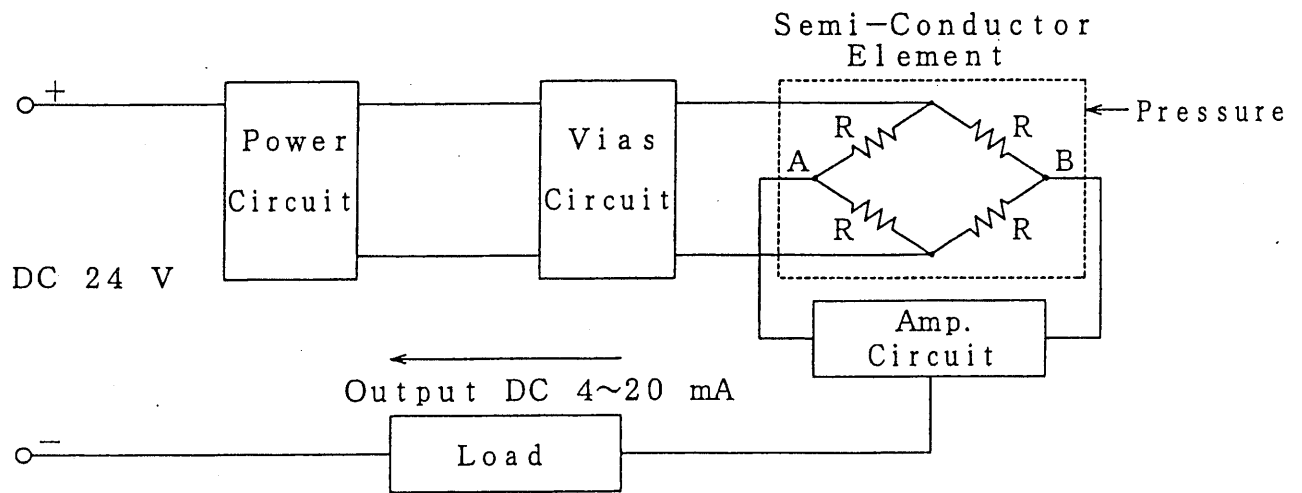 Semi-Conductor
Element
+
Power
Circuit
Vias
Circuit
R
R
Pressure
A
B
R
R
DC 24 V
Amp.
Circuit
Output DC 4~20 mA
−
Load